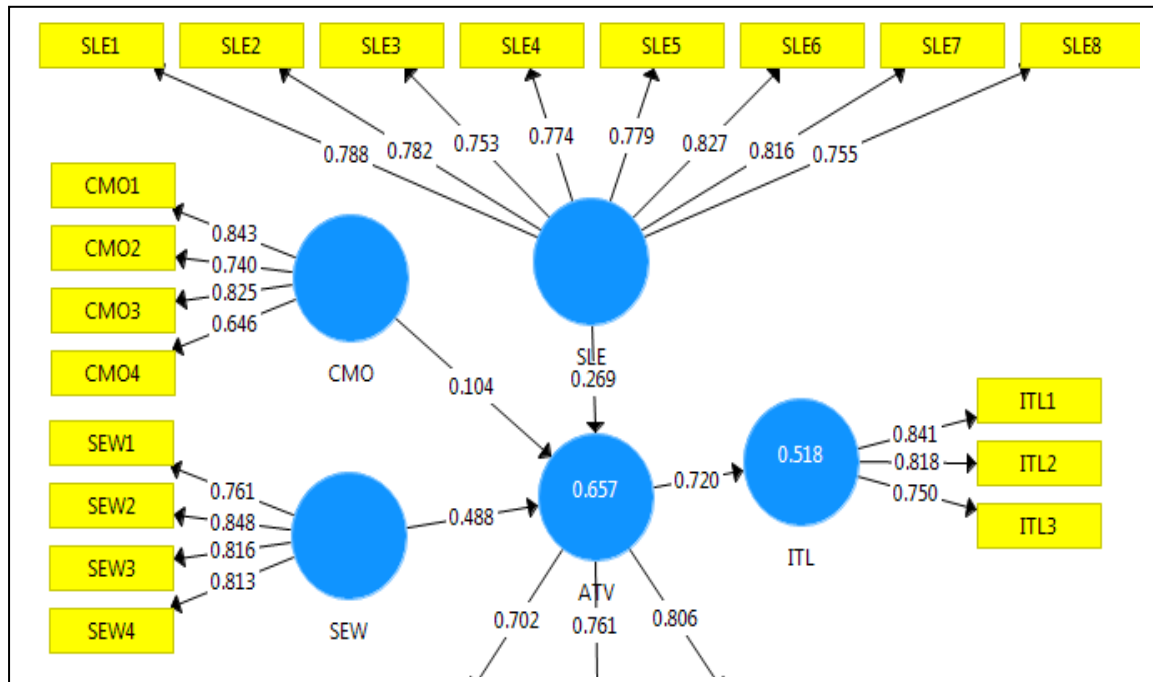 SLE1 SLE2 SLE3 SLE4 SLE5 SLE6 SLE7 SLE8
0.788 0.782 0.753 0.774 0.779 0.827 0.816 0.755
CMO1
CMO2
CMO3
CMO4
0.843
0.740
0.825
0.646
CMO
SLE
0.104
0.269
SEW1
SEW2
SEW3
SEW4
0.761
0.848
0.816
0.813
SEW
0.488
0.657
ATV
0.720
0.518
ITL
0.841
0.818
0.750
ITL1
ITL2
ITL3
0.702 0.761 0.806